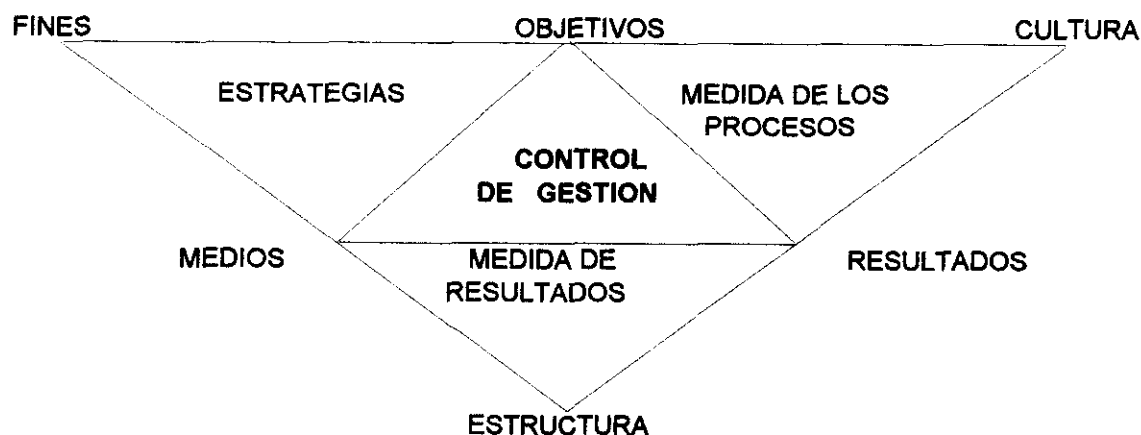 FINES
OBJETIVOS
CULTURA
ESTRATEGIAS
MEDIDA DE LOS
PROCESOS
CONTROL
DE GESTION
MEDIOS
MEDIDA DE
RESULTADOS
RESULTADOS
ESTRUCTURA